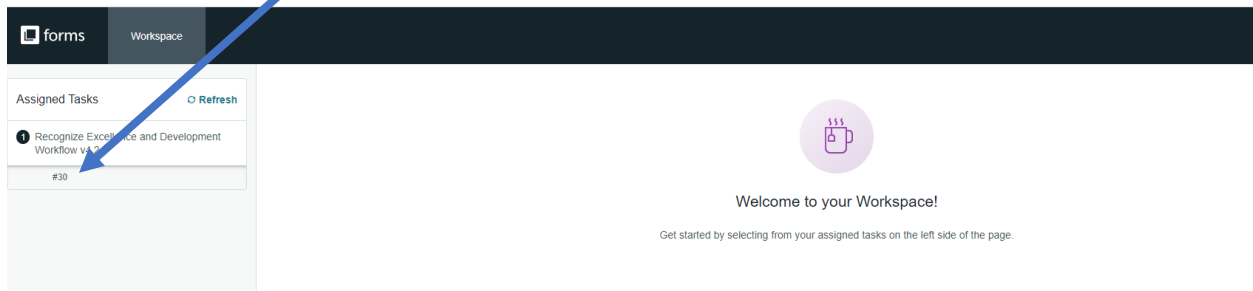 forms
Workspace
Assigned Tasks
Refresh
1 Recognize Excellence and Development
Workflow
#30
Welcome to your Workspace!
Get started by selecting from your assigned tasks on the left side of the page.